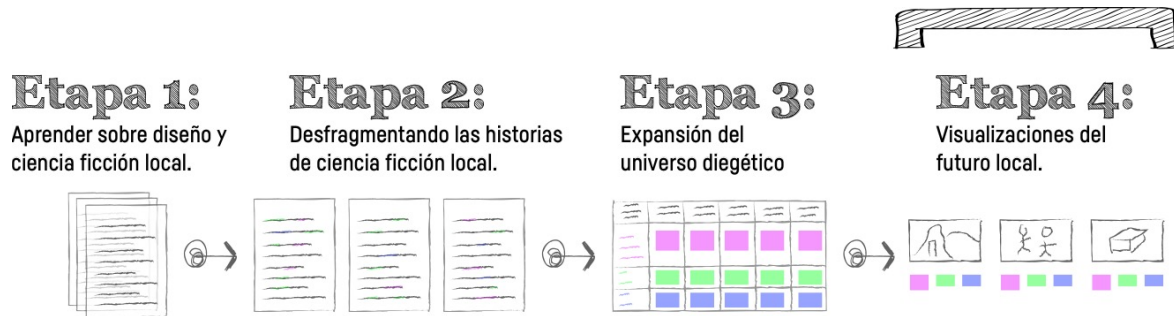 Etapa 1:
Aprender sobre diseño y
ciencia ficción local.
Etapa 2:
Desfragmentando las historias
de ciencia ficción local.
Etapa 3:
Expansión del
universo diegético
Etapa 4:
Visualizaciones del
futuro local.